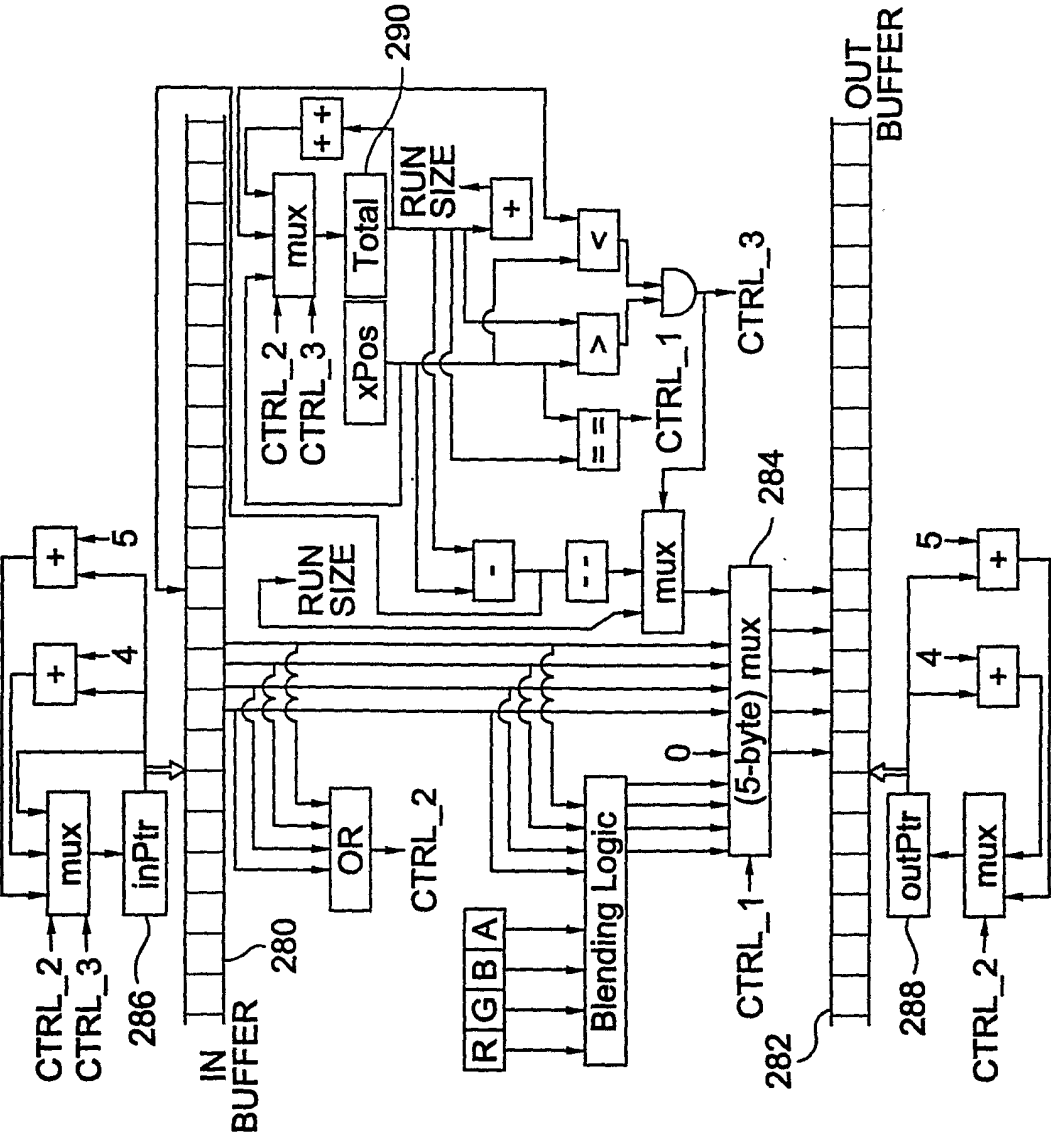 CTRL_2
CTRL_3
mux
inPtr
286
+
4
+
5
IN
BUFFER
280
OR
CTRL_2
RUN
SIZE
CTRL_2
CTRL_3
mux
++
xPos
Total
290
RUN
SIZE
+
-
--
mux
==
CTRL_1
>
<
CTRL_3
R G B A
Blending Logic
0
CTRL_1
(5-byte) mux
284
282
OUT
BUFFER
288
outPtr
CTRL_2
mux
4
+
5
+